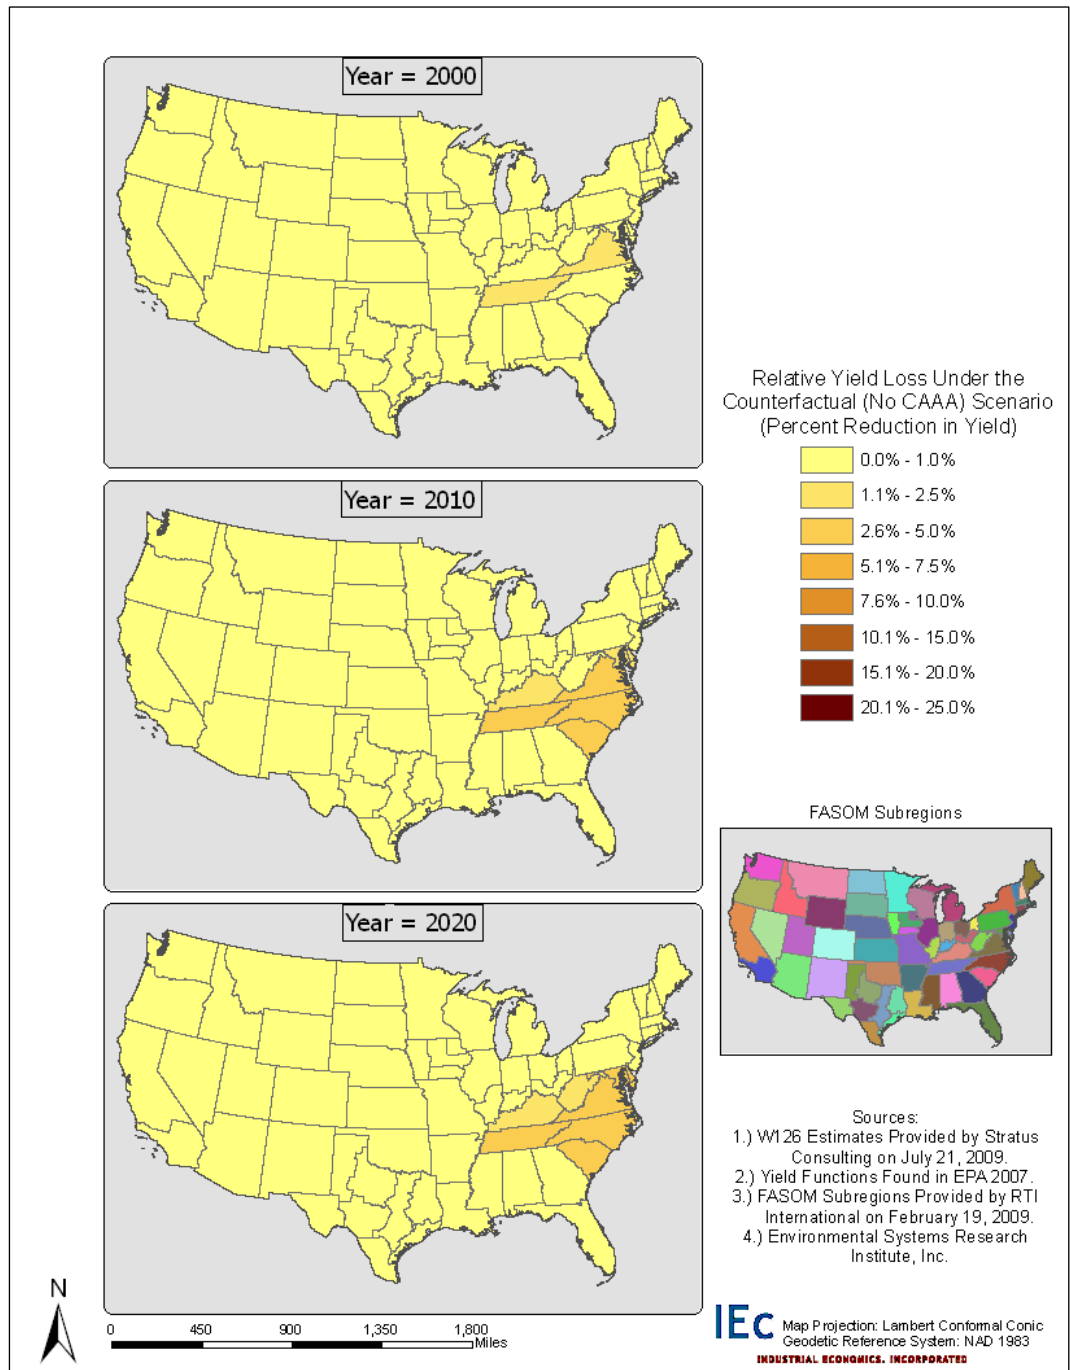 Year = 2000
Year = 2010
Year = 2020
Relative Yield Loss Under the
Counterfactual (No CAAA) Scenario
(Percent Reduction in Yield)
0.0% - 1.0%
1.1% - 2.5%
2.6% - 5.0%
5.1% - 7.5%
7.6% - 10.0%
10.1% - 15.0%
15.1% - 20.0%
20.1% - 25.0%
FASOM Subregions
Sources:
1.) W126 Estimates Provided by Stratus
Consulting on July 21, 2009.
2.) Yield Functions Found in EPA 2007.
3.) FASOM Subregions Provided by RTI
International on February 19, 2009.
4.) Environmental Systems Research
Institute, Inc.
N
0 450 900 1,350 1,800
Miles
IEc
Map Projection: Lambert Conformal Conic
Geodetic Reference System: NAD 1983
INDUSTRIAL ECONOMICS, INCORPORATED